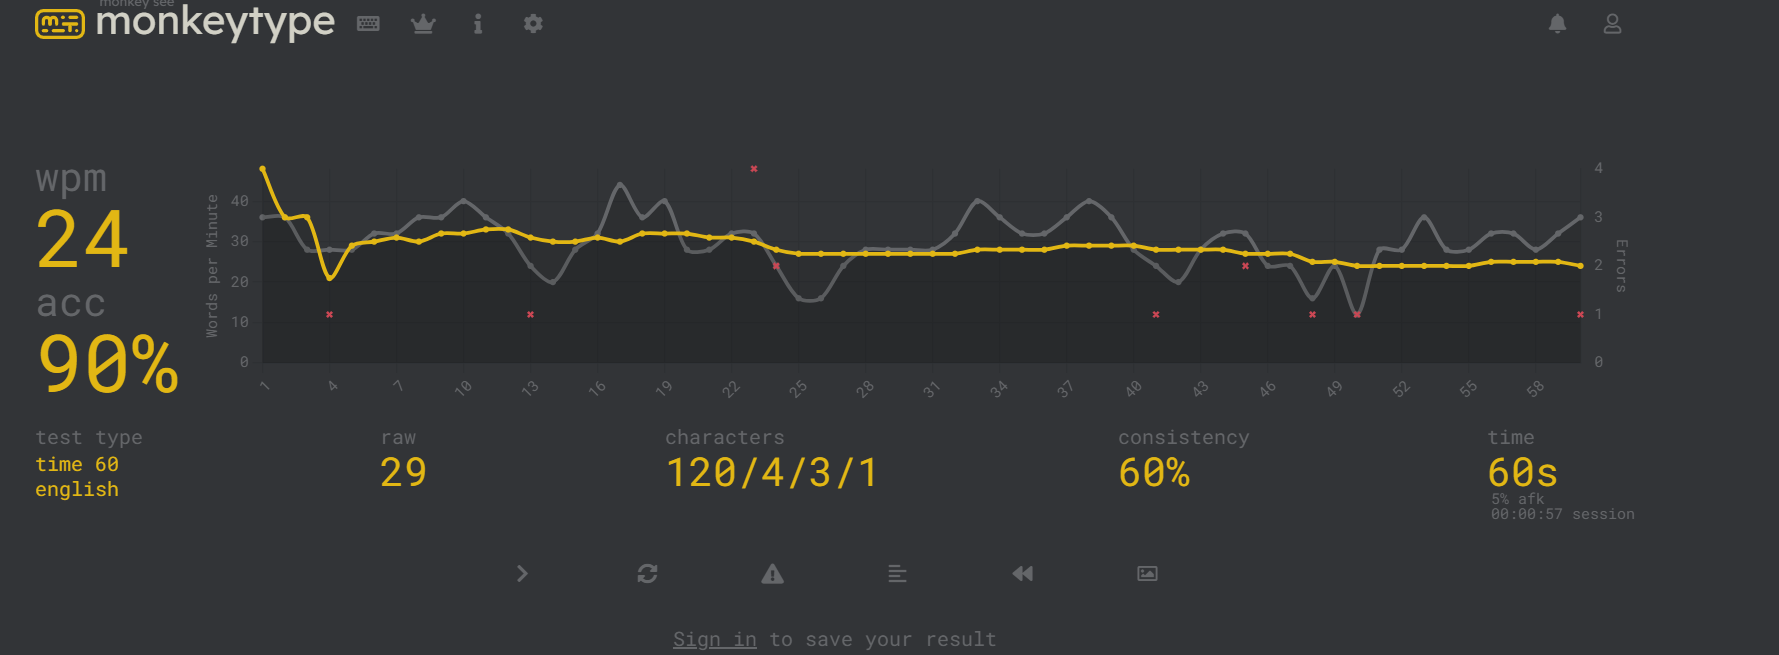 monkey see
monkeytype
wpm
24
acc
90%
Words per Minute
40
30
20
10
0
4
3
2
1
0
Errors
1 4 7 10 13 16 19 22 25 28 31 34 37 40 43 46 49 52 55 58
test type
time 60
english
raw
29
characters
120/4/3/1
consistency
60%
time
60s
5% afk
00:00:57 session
Sign in to save your result